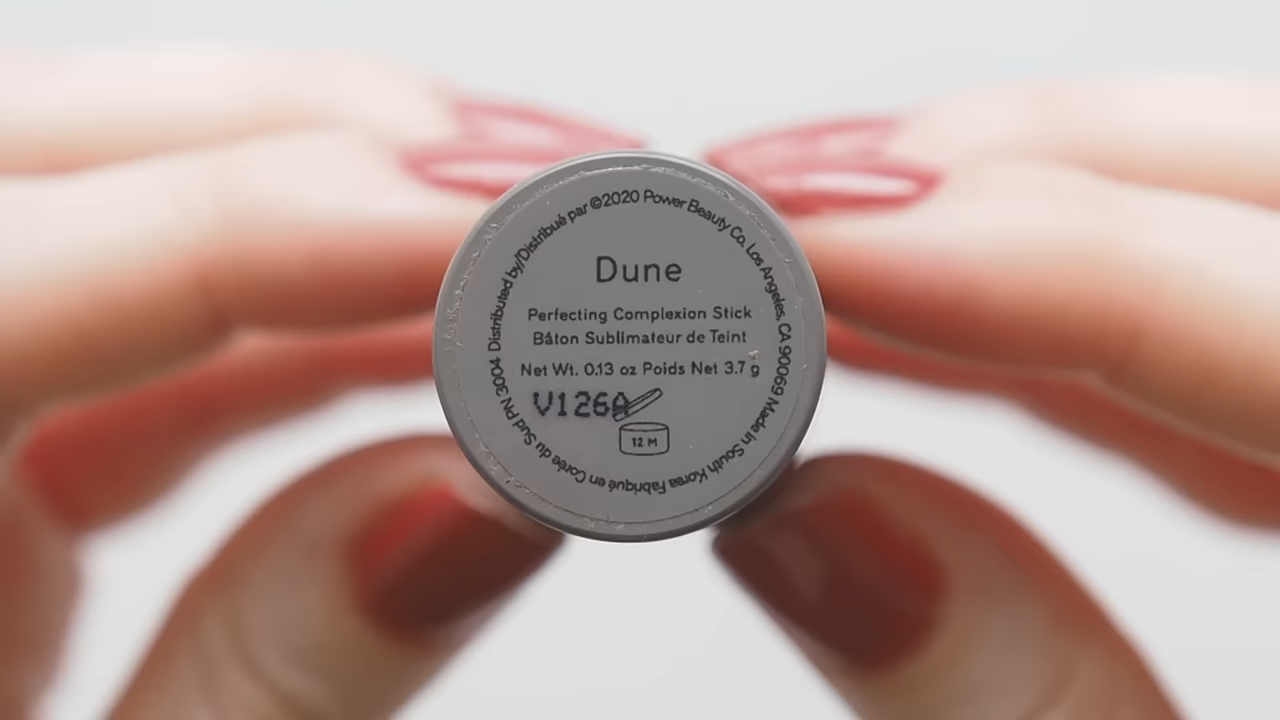 Dune
Perfecting Complexion Stick
Bâton Sublimateur de Teint
Net Wt. 0.13 oz Poids Net 3.7 g
V126A
12 M
PN 3004 Distributed by/Distribué par ©2020 Power Beauty Co. Los Angeles, CA 90069 Made in South Korea Fabriqué en Corée du Sud